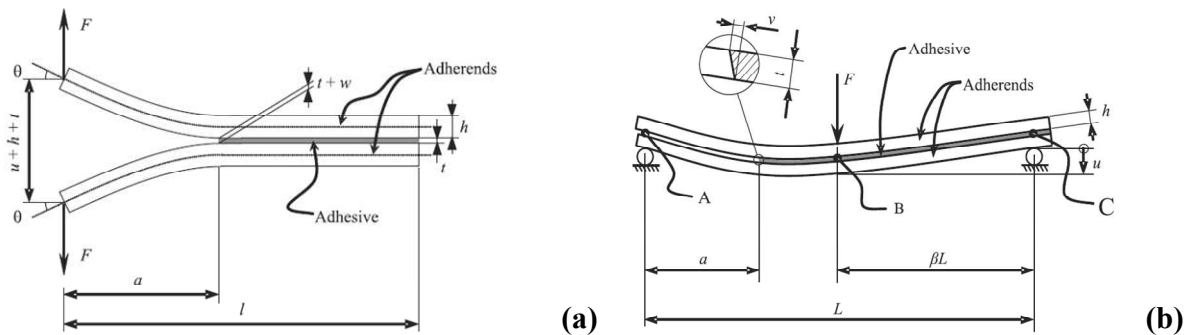 F
θ
t + w
Adherends
h
u + h + t
t
θ
Adhesive
F
a
l
(a)
v
t
F
Adhesive
Adherends
h
u
A
B
C
a
βL
L
(b)